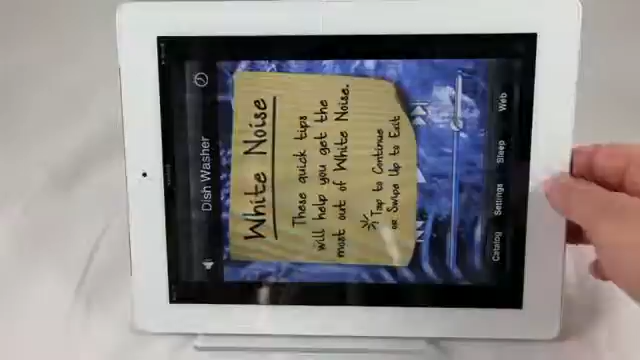 Dish Washer
White Noise
These quick tips
will help you get the
most out of White Noise.
Tap to Continue
or Swipe Up to Exit
Catalog Settings Sleep Web